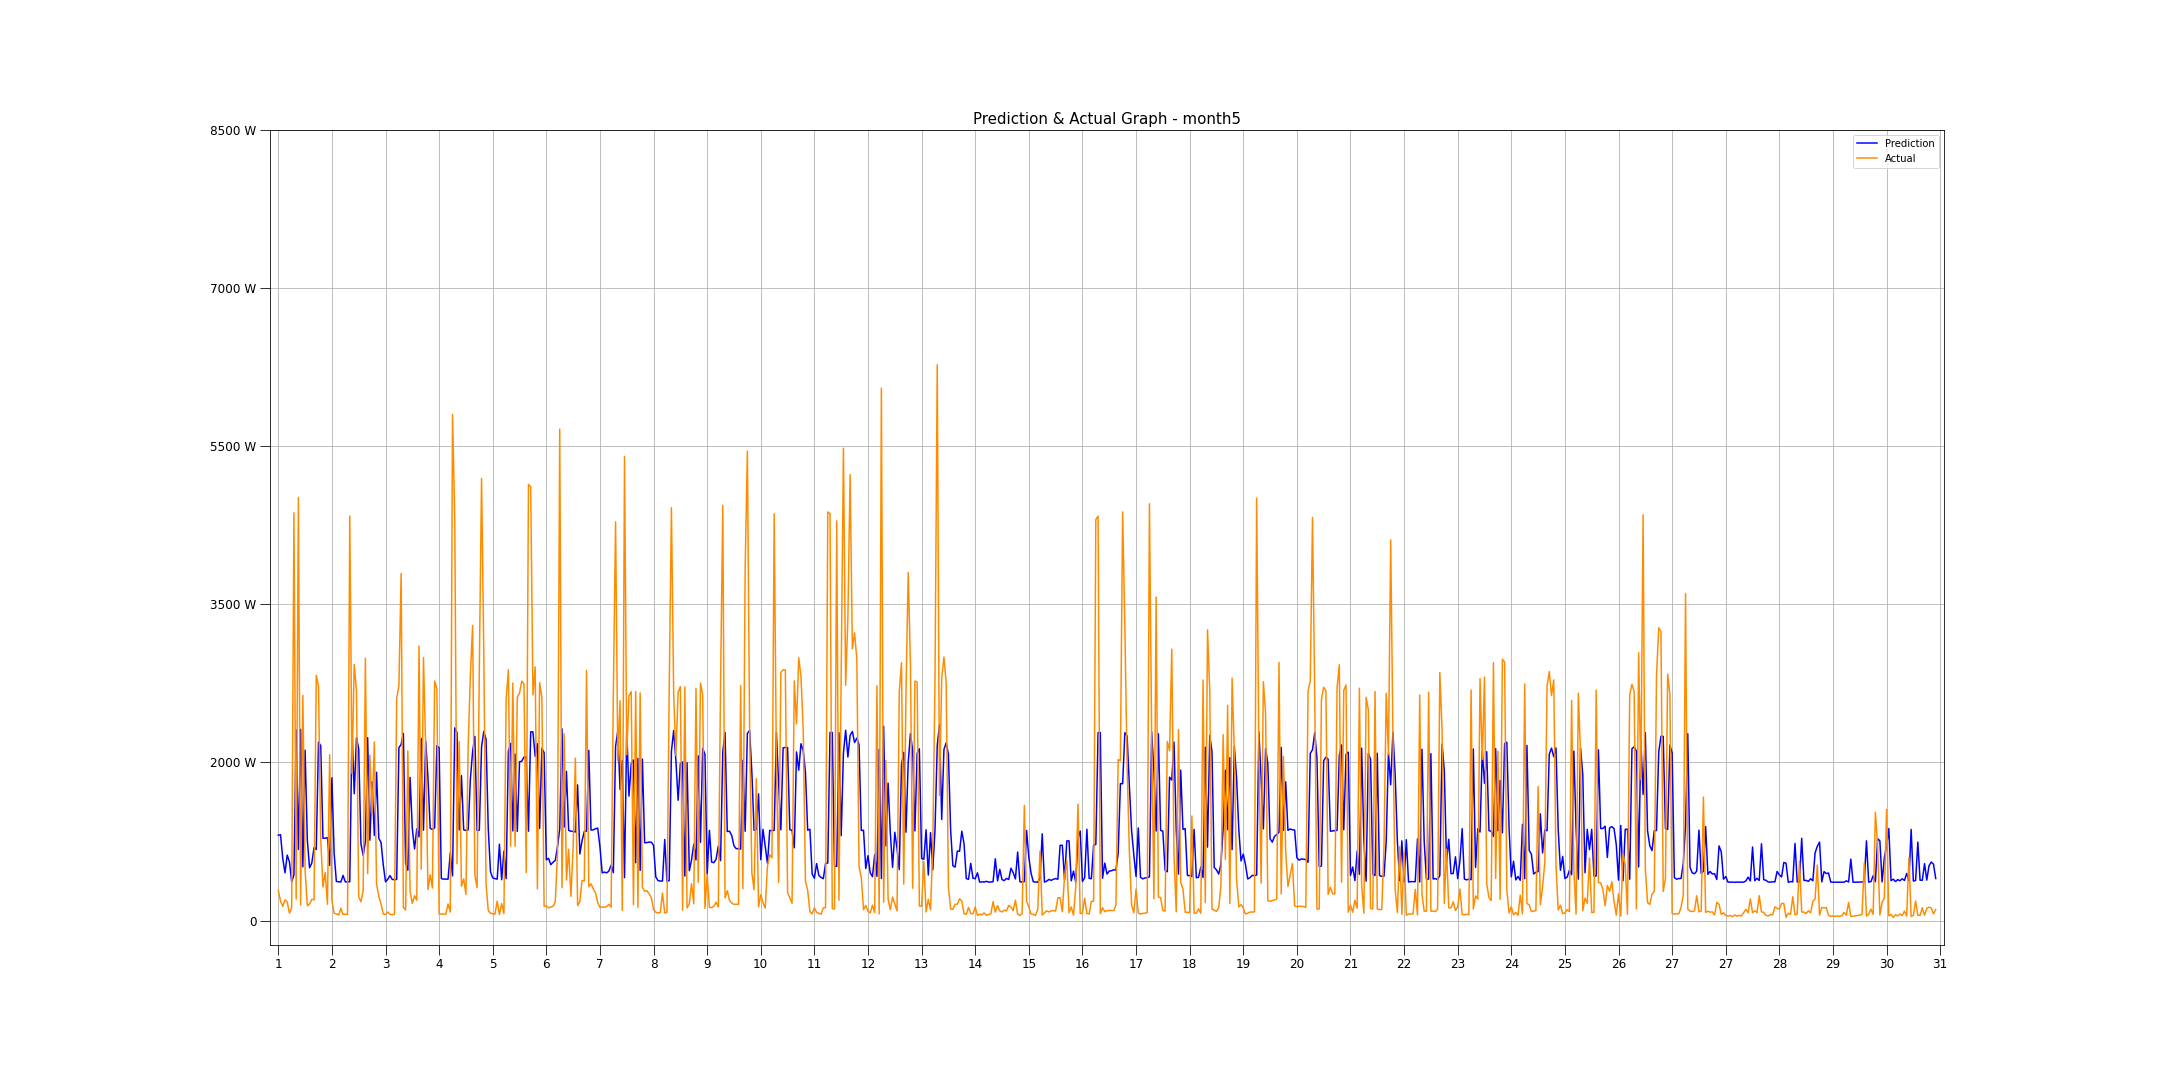 Prediction & Actual Graph - month5
Prediction
Actual
8500 W
7000 W
5500 W
3500 W
2000 W
0
1 2 3 4 5 6 7 8 9 10 11 12 13 14 15 16 17 18 19 20 21 22 23 24 25 26 27 27 28 29 30 31